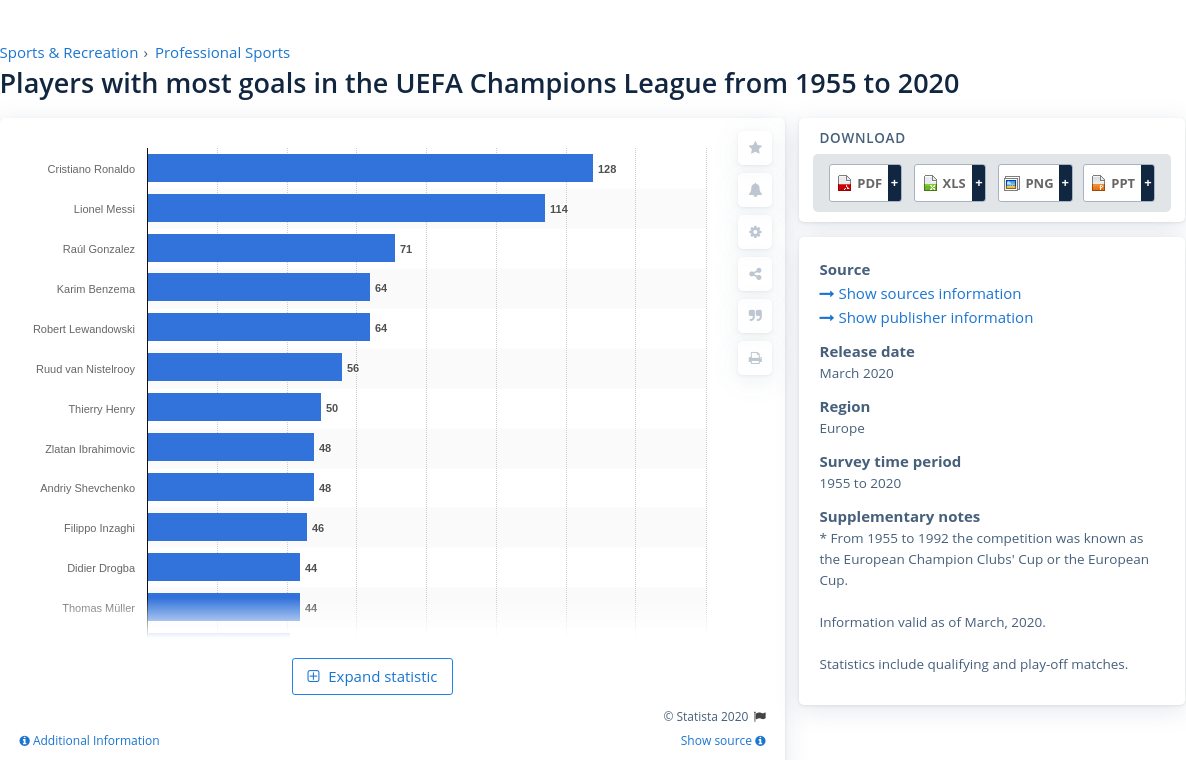 Sports & Recreation › Professional Sports
Players with most goals in the UEFA Champions League from 1955 to 2020
Cristiano Ronaldo 128
Lionel Messi 114
Raúl Gonzalez 71
Karim Benzema 64
Robert Lewandowski 64
Ruud van Nistelrooy 56
Thierry Henry 50
Zlatan Ibrahimovic 48
Andriy Shevchenko 48
Filippo Inzaghi 46
Didier Drogba 44
Thomas Müller 44
Expand statistic
© Statista 2020
Additional Information
Show source
DOWNLOAD
PDF + XLS + PNG + PPT +
Source
Show sources information
Show publisher information
Release date
March 2020
Region
Europe
Survey time period
1955 to 2020
Supplementary notes
* From 1955 to 1992 the competition was known as
the European Champion Clubs' Cup or the European
Cup.
Information valid as of March, 2020.
Statistics include qualifying and play-off matches.